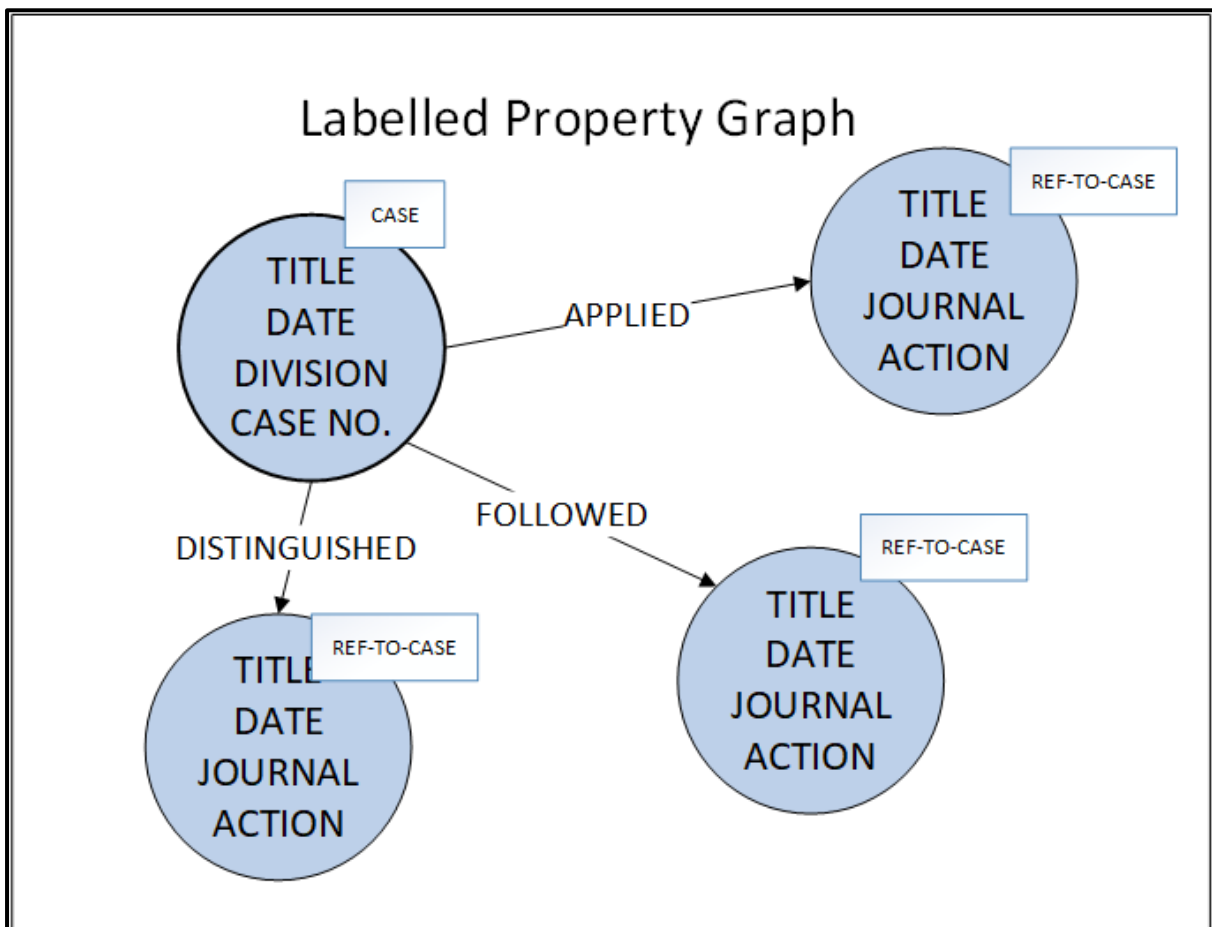 Labelled Property Graph
CASE
TITLE
DATE
DIVISION
CASE NO.
APPLIED
REF-TO-CASE
TITLE
DATE
JOURNAL
ACTION
FOLLOWED
REF-TO-CASE
TITLE
DATE
JOURNAL
ACTION
DISTINGUISHED
REF-TO-CASE
TITLE
DATE
JOURNAL
ACTION